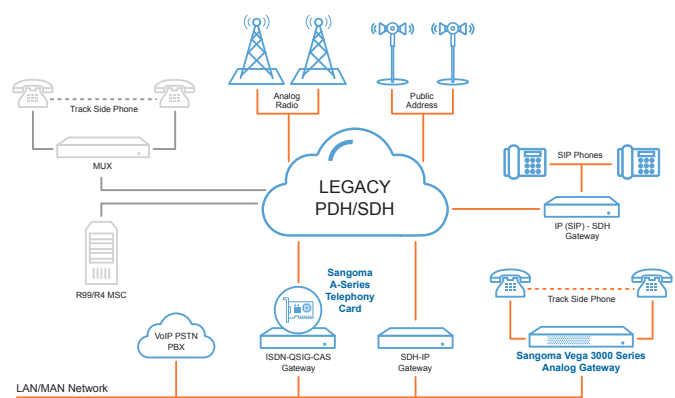 Analog
Radio
Public
Address
Track Side Phone
MUX
SIP Phones
LEGACY
PDH/SDH
IP (SIP) - SDH
Gateway
R99/R4 MSC
Sangoma
A-Series
Telephony
Card
Track Side Phone
VoIP PSTN
PBX
ISDN-QSIG-CAS
Gateway
SDH-IP
Gateway
Sangoma Vega 3000 Series
Analog Gateway
LAN/MAN Network